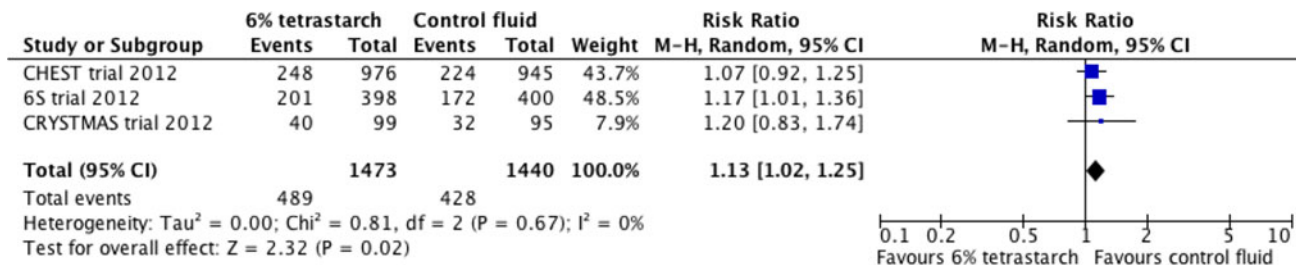 6% tetrastarch Control fluid Risk Ratio Risk Ratio
Study or Subgroup Events Total Events Total Weight M-H, Random, 95% CI M-H, Random, 95% CI
CHEST trial 2012 248 976 224 945 43.7% 1.07 [0.92, 1.25]
6S trial 2012 201 398 172 400 48.5% 1.17 [1.01, 1.36]
CRYSTMAS trial 2012 40 99 32 95 7.9% 1.20 [0.83, 1.74]
Total (95% CI) 1473 1440 100.0% 1.13 [1.02, 1.25]
Total events 489 428
Heterogeneity: Tau² = 0.00; Chi² = 0.81, df = 2 (P = 0.67); I² = 0%
Test for overall effect: Z = 2.32 (P = 0.02)
0.1 0.2 0.5 1 2 5 10
Favours 6% tetrastarch Favours control fluid